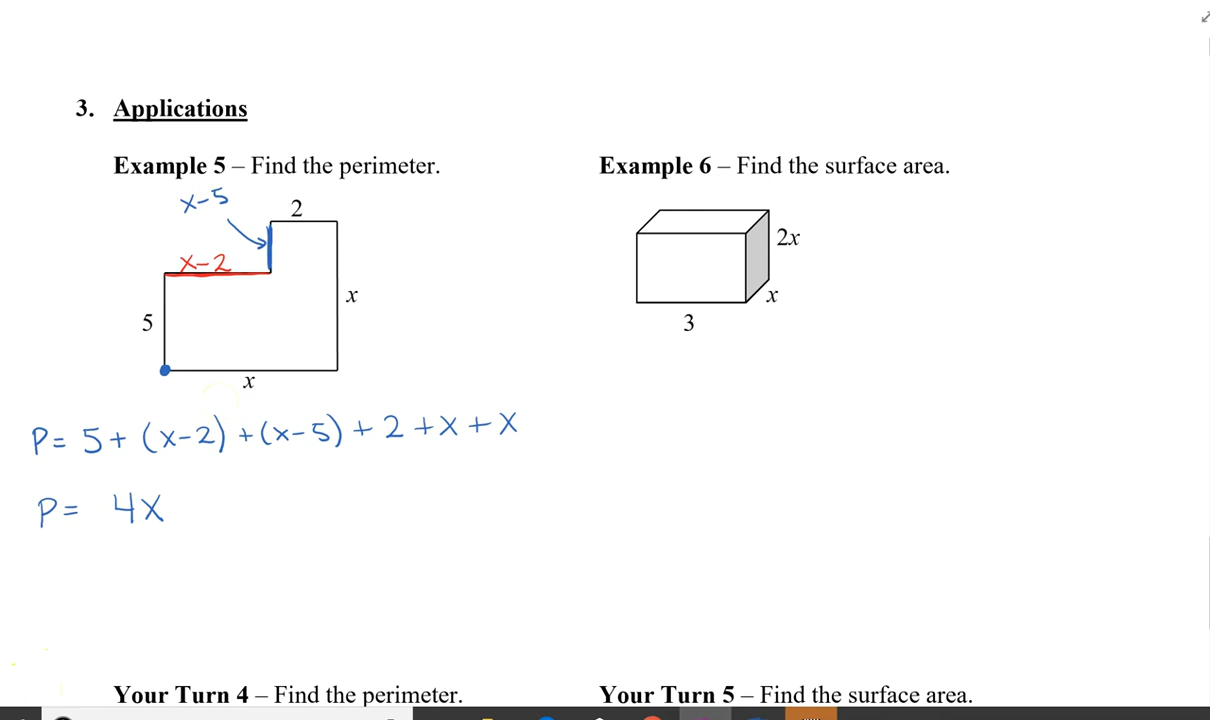 3. Applications
Example 5 – Find the perimeter.
x-5
2
x-2
5
x
x
P= 5+ (x-2) +(x-5) + 2 +x + x
P= 4x
Example 6 – Find the surface area.
2x
x
3
Your Turn 4 – Find the perimeter.
Your Turn 5 – Find the surface area.